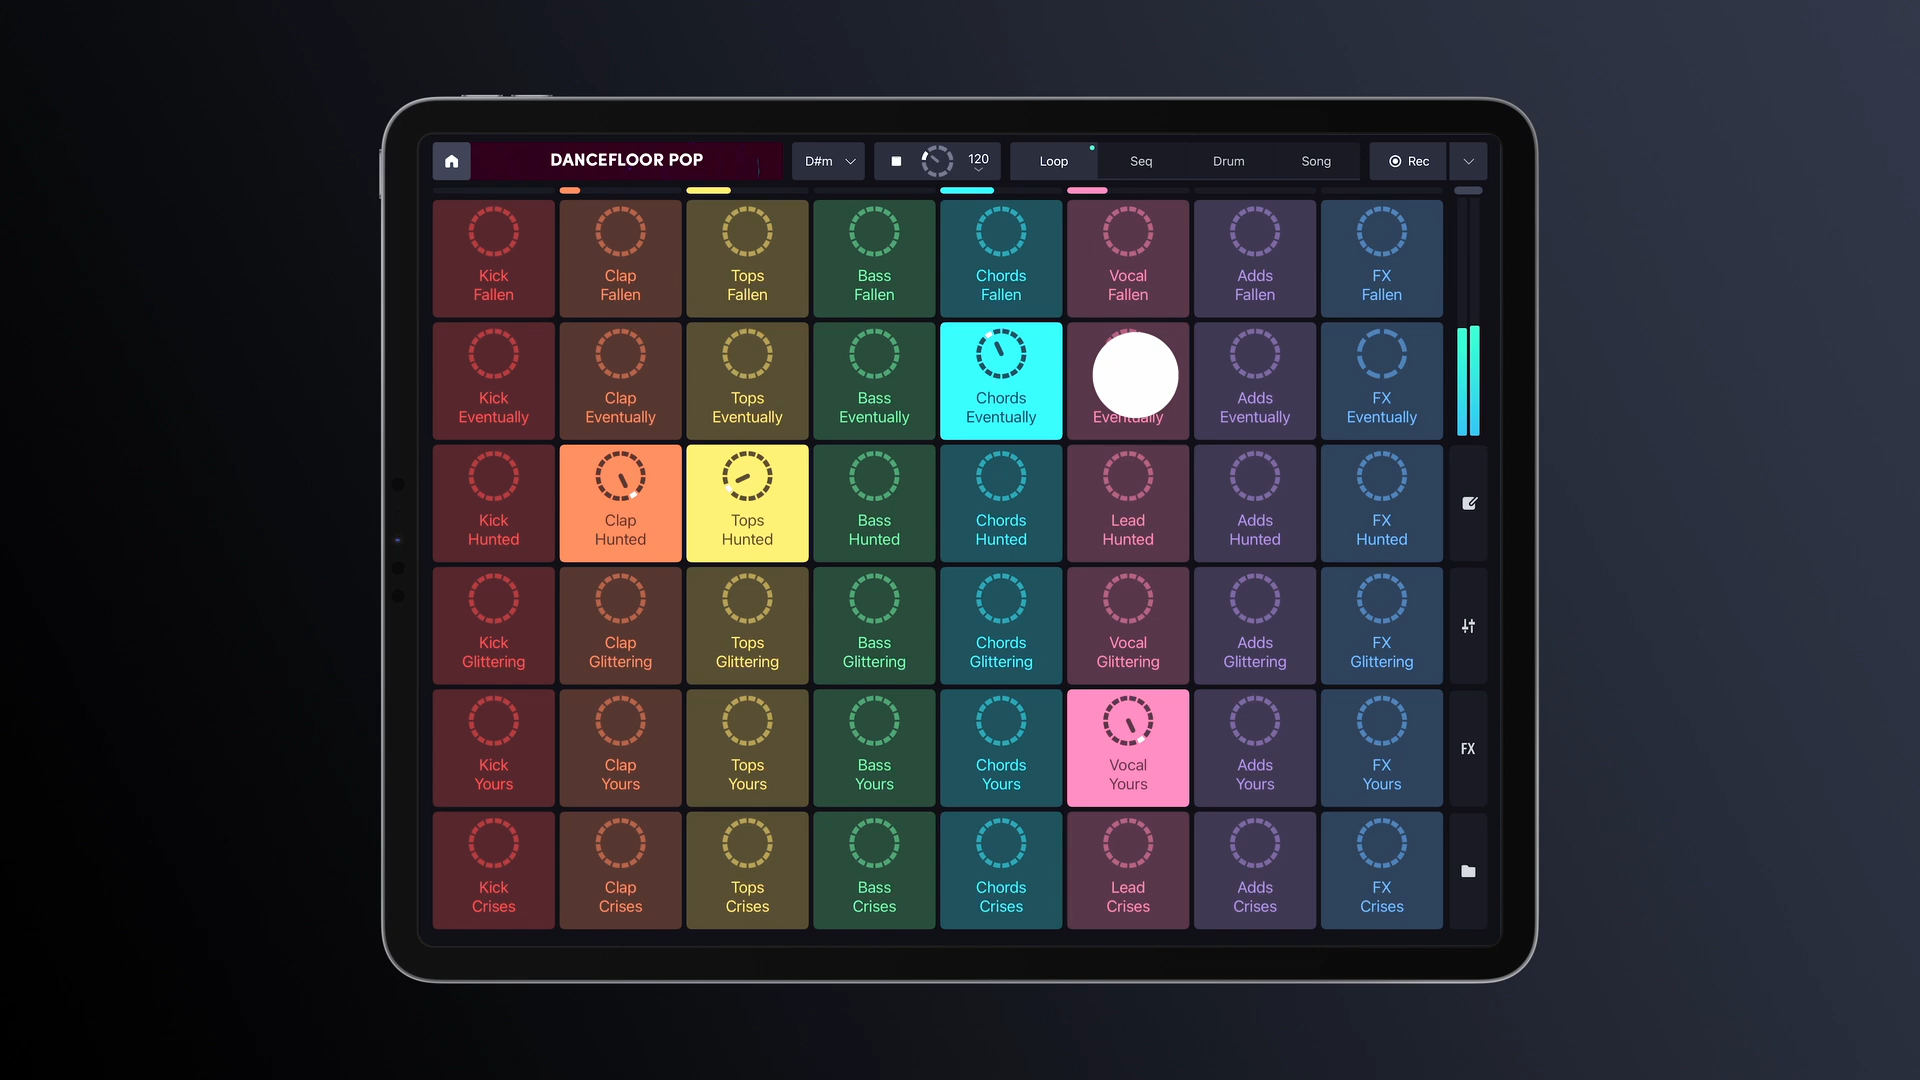 DANCEFLOOR POP
D#m
120
Loop
Seq
Drum
Song
Rec
Kick
Fallen
Clap
Fallen
Tops
Fallen
Bass
Fallen
Chords
Fallen
Vocal
Fallen
Adds
Fallen
FX
Fallen
Kick
Eventually
Clap
Eventually
Tops
Eventually
Bass
Eventually
Chords
Eventually
Eventually
Adds
Eventually
FX
Eventually
Kick
Hunted
Clap
Hunted
Tops
Hunted
Bass
Hunted
Chords
Hunted
Lead
Hunted
Adds
Hunted
FX
Hunted
Kick
Glittering
Clap
Glittering
Tops
Glittering
Bass
Glittering
Chords
Glittering
Vocal
Glittering
Adds
Glittering
FX
Glittering
Kick
Yours
Clap
Yours
Tops
Yours
Bass
Yours
Chords
Yours
Vocal
Yours
Adds
Yours
FX
Yours
FX
Kick
Crises
Clap
Crises
Tops
Crises
Bass
Crises
Chords
Crises
Lead
Crises
Adds
Crises
FX
Crises